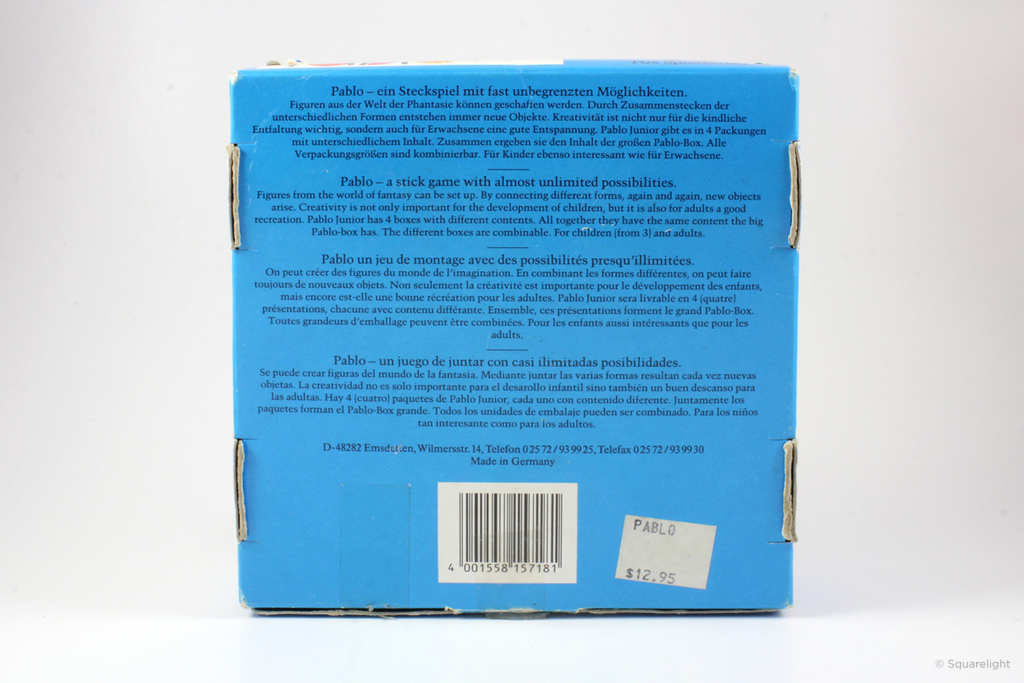 Pablo – ein Steckspiel mit fast unbegrenzten Möglichkeiten.
Figuren aus der Welt der Phantasie können geschaffen werden. Durch Zusammenstecken der
unterschiedlichen Formen entstehen immer neue Objekte. Kreativität ist nicht nur für die kindliche
Entfaltung wichtig, sondern auch für Erwachsene eine gute Entspannung. Pablo Junior gibt es in 4 Packungen
mit unterschiedlichem Inhalt. Zusammen ergeben sie den Inhalt der großen Pablo-Box. Alle
Verpackungsgrößen sind kombinierbar. Für Kinder ebenso interessant wie für Erwachsene.
Pablo – a stick game with almost unlimited possibilities.
Figures from the world of fantasy can be set up. By connecting different forms, again and again, new objects
arise. Creativity is not only important for the development of children, but it is also for adults a good
recreation. Pablo Junior has 4 boxes with different contents. All together they have the same content the big
Pablo-box has. The different boxes are combinable. For children (from 3) and adults.
Pablo un jeu de montage avec des possibilités presqu'illimitées.
On peut créer des figures du monde de l'imagination. En combinant les formes différentes, on peut faire
toujours de nouveaux objets. Non seulement la créativité est importante pour le développement des enfants,
mais encore est-elle une bonne récréation pour les adultes. Pablo Junior sera livrable en 4 (quatre)
présentations, chacune avec contenu différante. Ensemble, ces présentations forment le grand Pablo-Box.
Toutes grandeurs d'emballage peuvent être combinées. Pour les enfants aussi intéressants que pour les
adults.
Pablo – un juego de juntar con casi ilimitadas posibilidades.
Se puede crear figuras del mundo de la fantasia. Mediante juntar las varias formas resultan cada vez nuevas
objetas. La creatividad no es solo importante para el desarollo infantil sino también un buen descanso para
las adultas. Hay 4 (cuatro) paquetes de Pablo Junior, cada uno con contenido diferente. Juntamente los
paquetes forman el Pablo-Box grande. Todos los unidades de embalaje pueden ser combinado. Para los niños
tan interesante como para los adultos.
D-48282 Emsdetten, Wilmersstr. 14, Telefon 0 25 72 / 93 99 25, Telefax 0 25 72 / 93 99 30
Made in Germany
4 001558 157181
PABLO
$12.95
© Squarelight